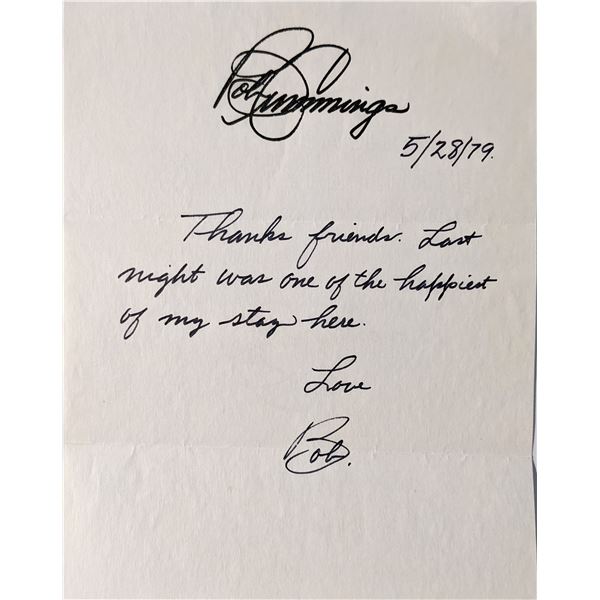 Bob Cummings
5/28/79.
Thanks friends. Last
night was one of the happiest
of my stay here.
Love
Bob.